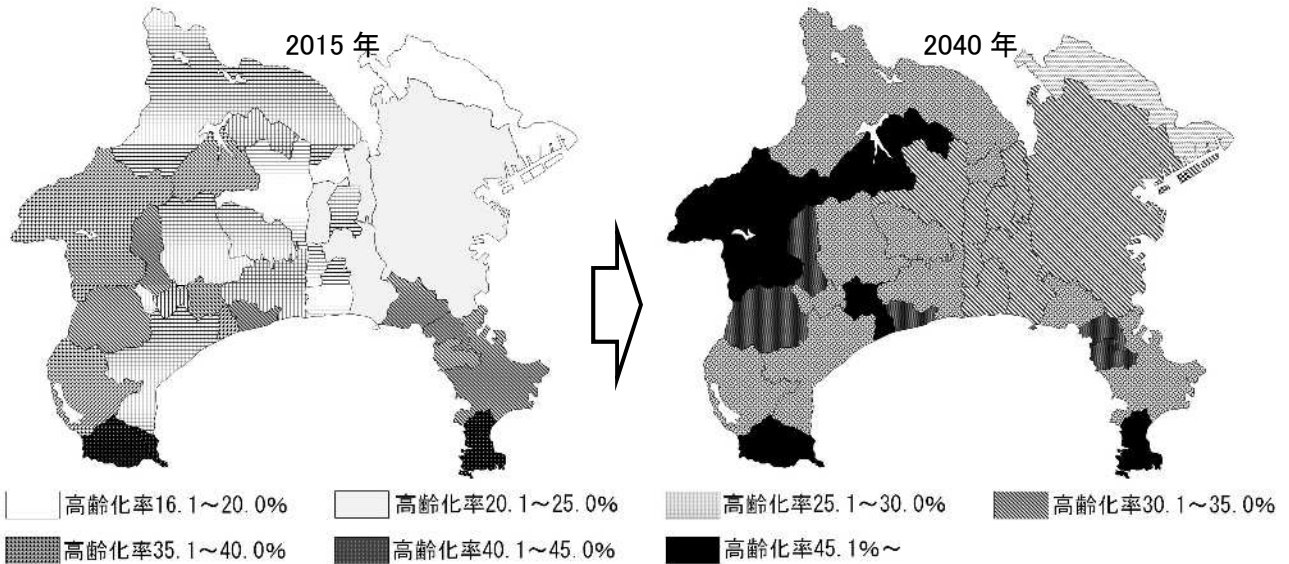 2015 年
2040 年
高齢化率16.1～20.0%
高齢化率20.1～25.0%
高齢化率25.1～30.0%
高齢化率30.1～35.0%
高齢化率35.1～40.0%
高齢化率40.1～45.0%
高齢化率45.1%～